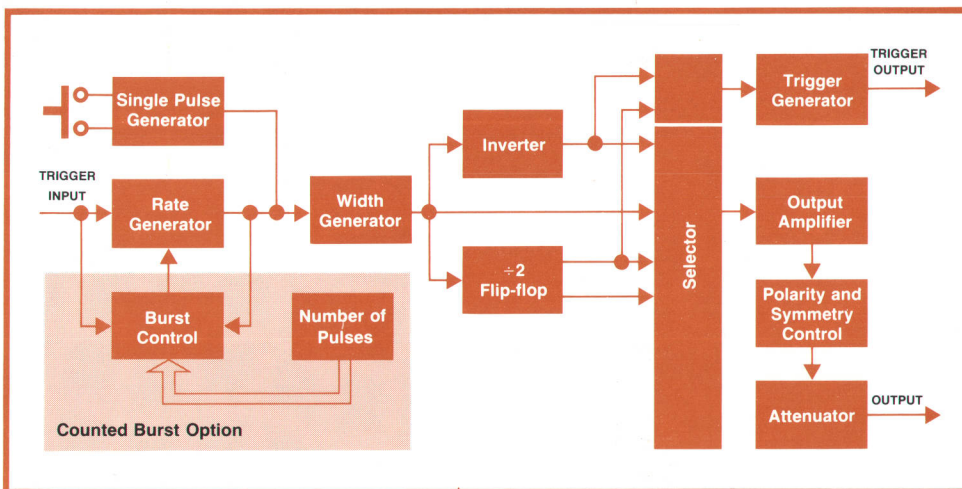 TRIGGER
OUTPUT
Single Pulse
Generator
Trigger
Generator
Inverter
TRIGGER
INPUT
Rate
Generator
Width
Generator
Output
Amplifier
÷2
Flip-flop
Selector
Burst
Control
Number of
Pulses
Polarity and
Symmetry
Control
Counted Burst Option
Attenuator
OUTPUT